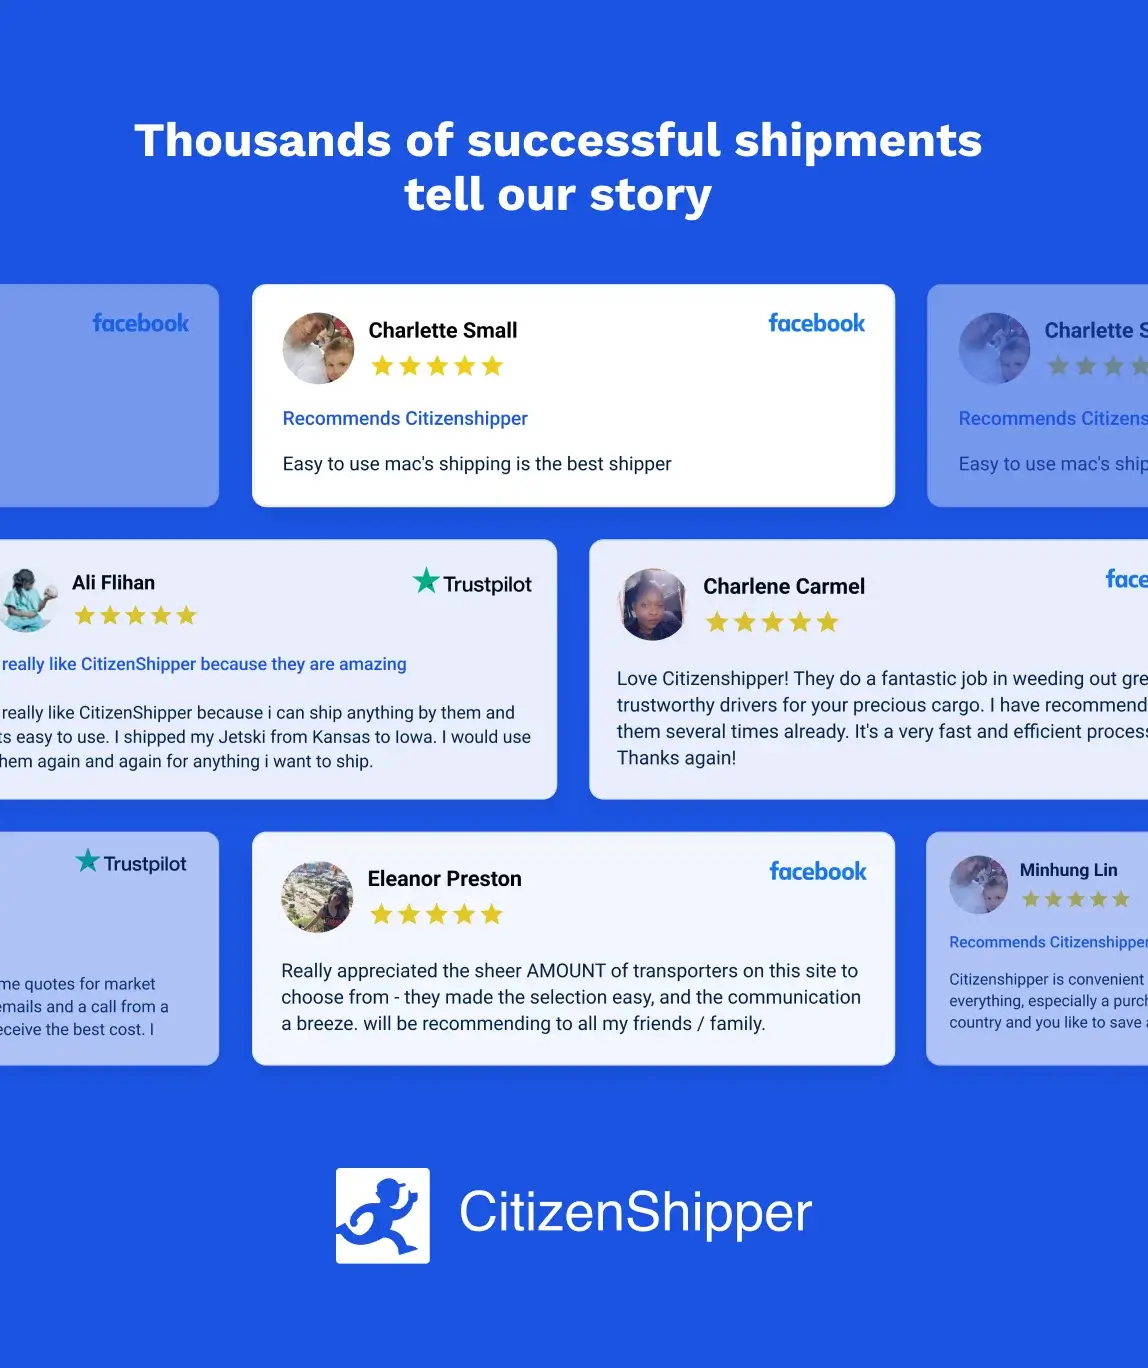 Thousands of successful shipments
tell our story
facebook
Charlette Small
facebook
Recommends Citizenshipper
Easy to use mac's shipping is the best shipper
Charlette S
Recommends Citizens
Easy to use mac's ship
Ali Flihan
Trustpilot
really like CitizenShipper because they are amazing
really like CitizenShipper because i can ship anything by them and
ts easy to use. I shipped my Jetski from Kansas to Iowa. I would use
hem again and again for anything i want to ship.
Charlene Carmel
face
Love Citizenshipper! They do a fantastic job in weeding out gre
trustworthy drivers for your precious cargo. I have recommend
them several times already. It's a very fast and efficient process
Thanks again!
Trustpilot
me quotes for market
emails and a call from a
eceive the best cost. I
Eleanor Preston
facebook
Really appreciated the sheer AMOUNT of transporters on this site to
choose from - they made the selection easy, and the communication
a breeze. will be recommending to all my friends / family.
Minhung Lin
Recommends Citizenshipper
Citizenshipper is convenient
everything, especially a purch
country and you like to save
CitizenShipper